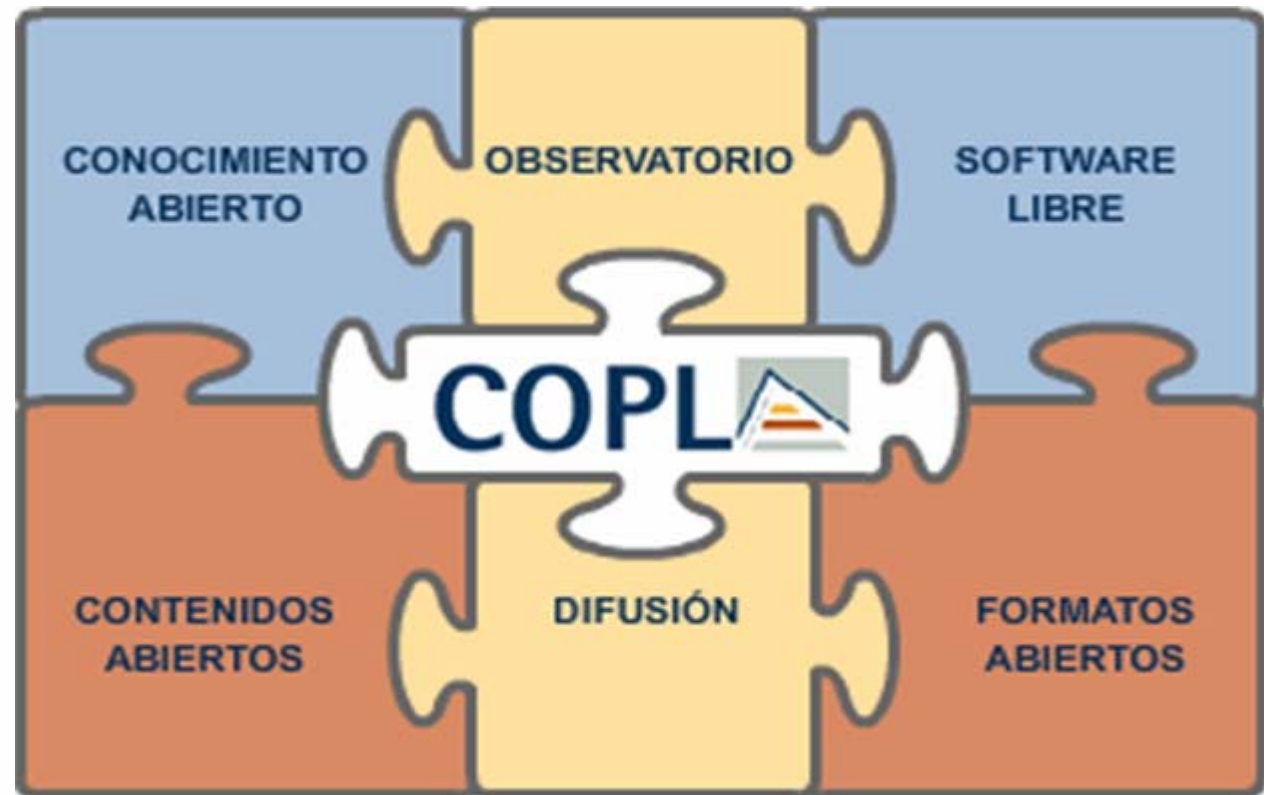 CONOCIMIENTO
ABIERTO
OBSERVATORIO
SOFTWARE
LIBRE
COPL
CONTENIDOS
ABIERTOS
DIFUSIÓN
FORMATOS
ABIERTOS